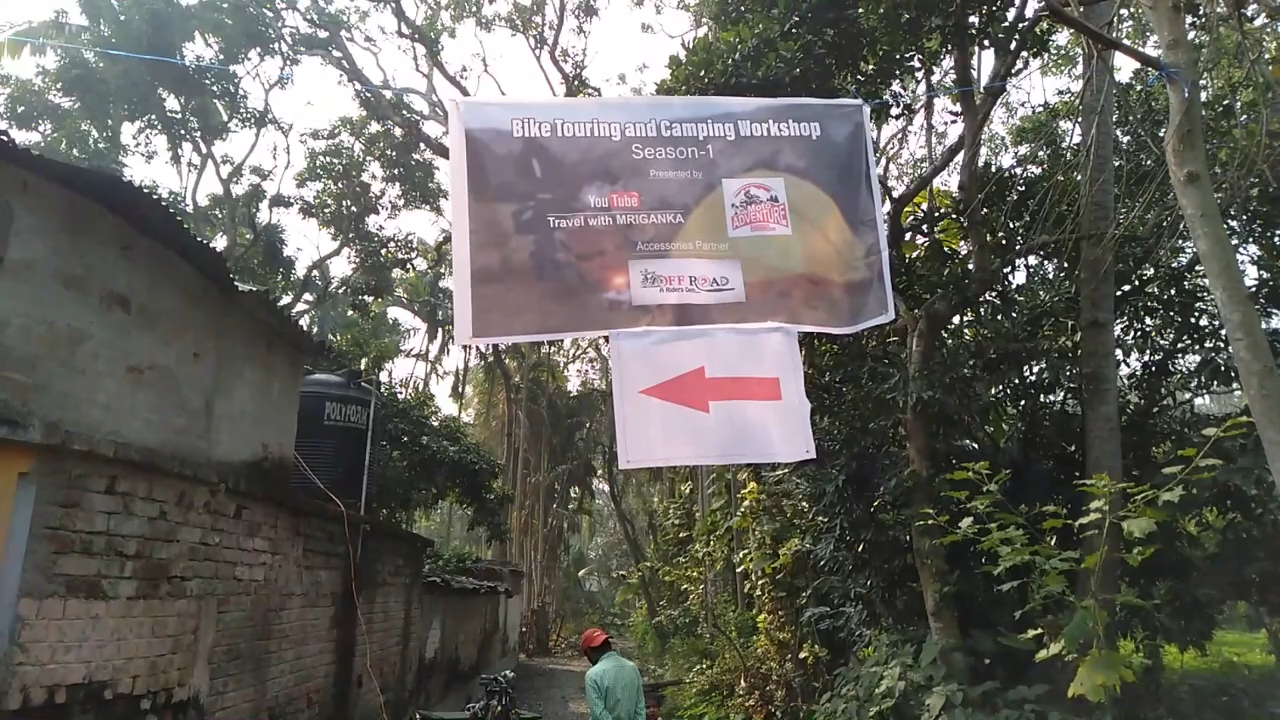 Bike Touring and Camping Workshop
Season-1
Presented by
YouTube
Travel with MRIGANKA
Moto
ADVENTURE
Accessories Partner
OFF ROAD
A Riders Den
POLYFORM